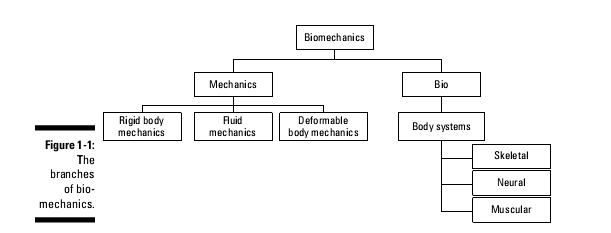 Biomechanics
Mechanics
Bio
Rigid body
mechanics
Fluid
mechanics
Deformable
body mechanics
Body systems
Skeletal
Neural
Muscular
Figure 1-1:
The
branches
of bio-
mechanics.